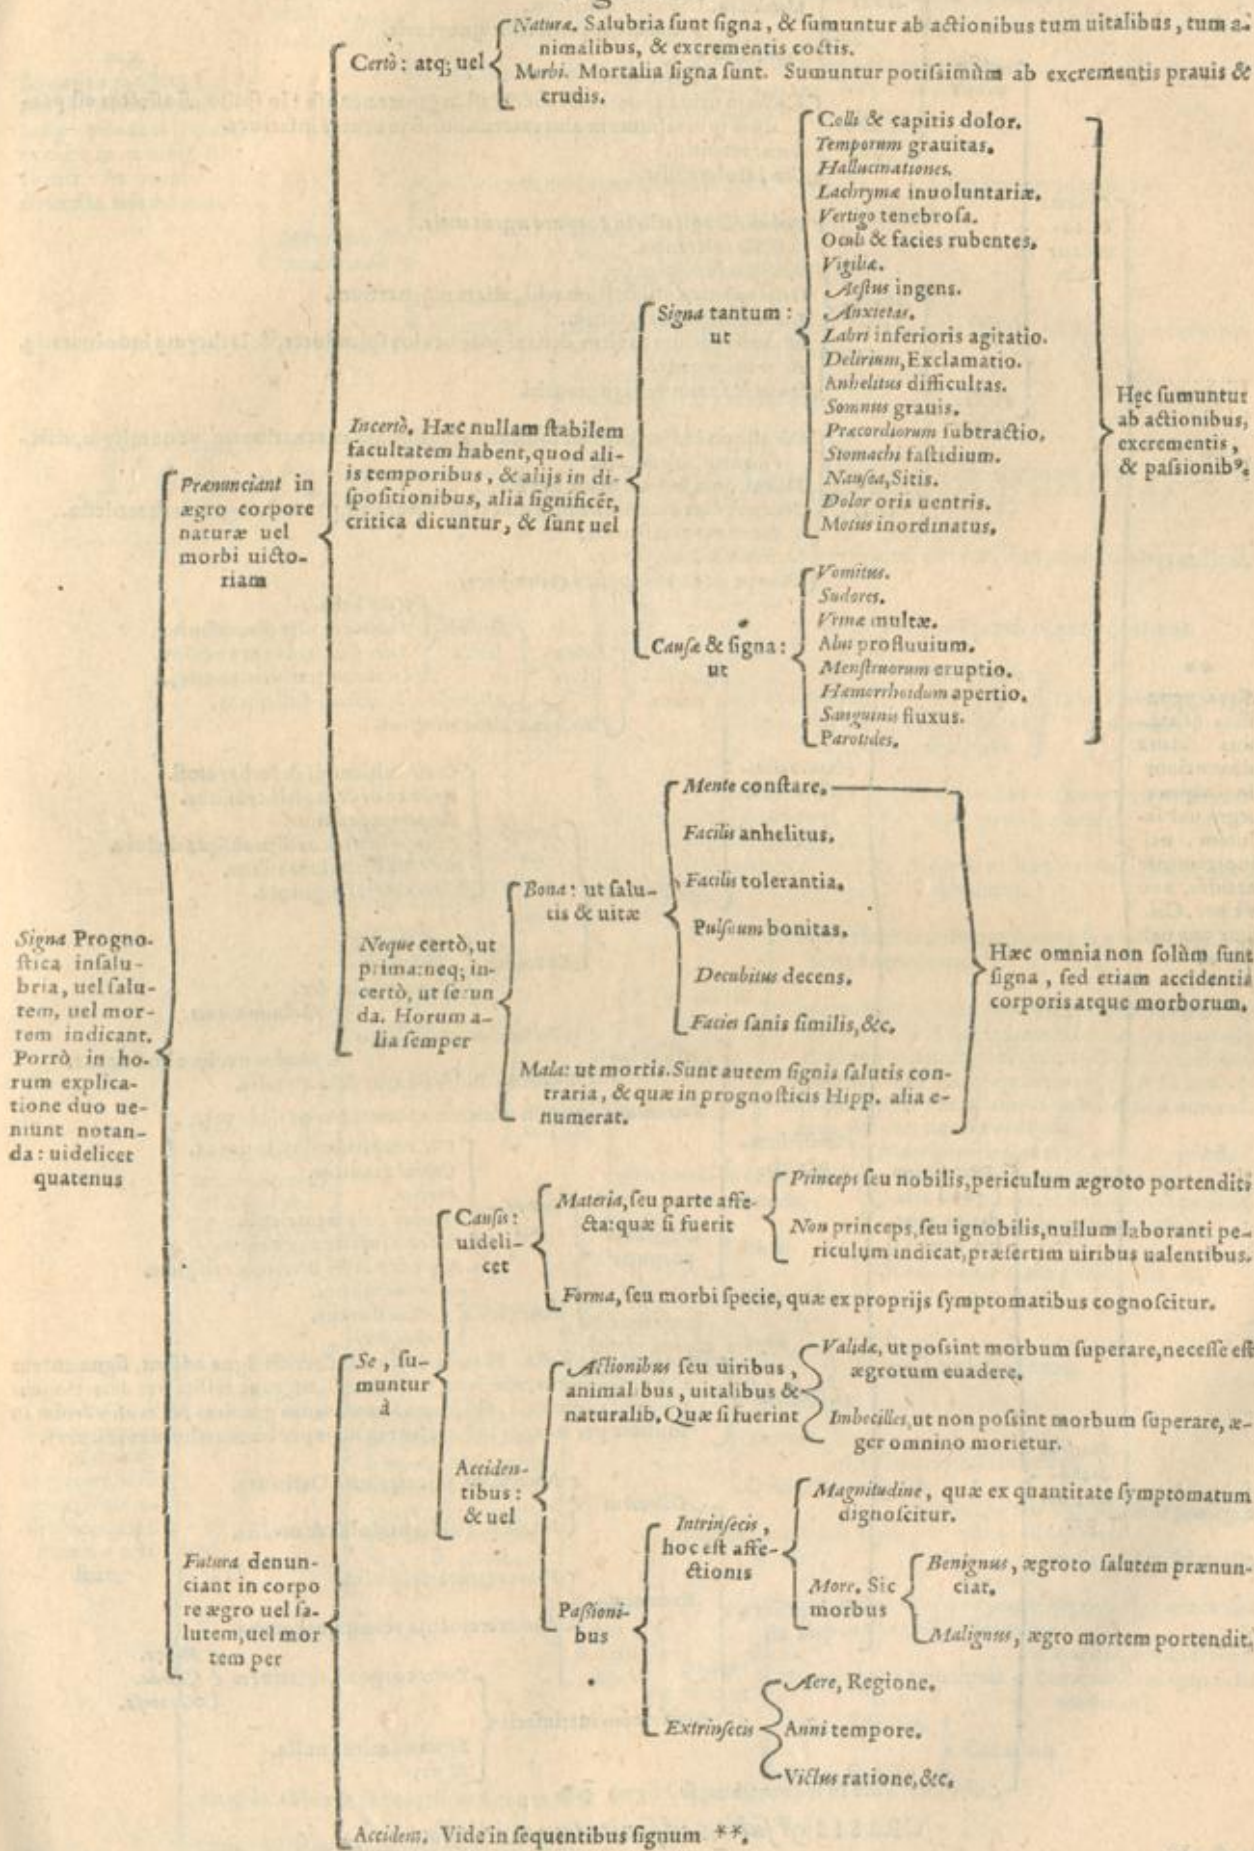 Signa Progno-
ſtica inſalu-
bria, uel ſalu-
tem, uel mor-
tem indicant.
Porrò in ho-
rum explica-
tione duo ue-
niunt notan-
da: uidelicet
quatenus
Prænunciant in
ægro corpore
naturæ uel
morbi uicto-
riam
Certò: atq; uel
Naturæ. Salubria ſunt ſigna, & ſumuntur ab actionibus tum uitalibus, tum a-
nimalibus, & excrementis coctis.
Morbi. Mortalia ſigna ſunt. Sumuntur potiſsimùm ab excrementis prauis &
crudis.
Incertò. Hæc nullam ſtabilem
facultatem habent, quod ali-
is temporibus, & alijs in di-
ſpoſitionibus, alia ſignificẽt,
critica dicuntur, & ſunt uel
Signa tantum:
ut
Colli & capitis dolor.
Temporum grauitas.
Hallucinationes.
Lachrymæ inuoluntariæ.
Vertigo tenebroſa.
Oculi & facies rubentes.
Vigiliæ.
Aeſtus ingens.
Anxietas.
Labri inferioris agitatio.
Delirium, Exclamatio.
Anhelitus difficultas.
Somnus grauis.
Præcordiorum ſubtractio.
Stomachi faſtidium.
Nauſea, Sitis.
Dolor oris uentris.
Motus inordinatus.
Cauſæ & ſigna:
ut
Vomitus.
Sudores.
Vrinæ multæ.
Alui profluuium.
Menſtruorum eruptio.
Hæmorrhoidum apertio.
Sanguinis fluxus.
Parotides.
Hęc ſumuntur
ab actionibus,
excrementis,
& paſsionibꝰ.
Neque certò, ut
prima: neq; in-
certò, ut ſecun
da. Horum a-
lia ſemper
Bona: ut ſalu-
tis & uitæ
Mente conſtare.
Facilis anhelitus.
Facilis tolerantia.
Pulſuum bonitas.
Decubitus decens.
Facies ſanis ſimilis, &c.
Mala: ut mortis. Sunt autem ſignis ſalutis con-
traria, & quæ in prognoſticis Hipp. alia e-
numerat.
Hæc omnia non ſolùm ſunt
ſigna, ſed etiam accidentia
corporis atque morborum.
Futura denun-
ciant in corpo
re ægro uel ſa-
lutem, uel mor
tem per
Se, ſu-
muntur
à
Cauſis:
uideli-
cet
Materia, ſeu parte affe-
cta: quæ ſi fuerit
Princeps ſeu nobilis, periculum ægroto portendit:
Non princeps, ſeu ignobilis, nullum laboranti pe-
riculum indicat, præſertim uiribus ualentibus.
Forma, ſeu morbi ſpecie, quæ ex proprijs ſymptomatibus cognoſcitur.
Acciden-
tibus:
& uel
Actionibus ſeu uiribus,
animalibus, uitalibus &
naturalib. Quæ ſi fuerint
Validæ, ut poſsint morbum ſuperare, neceſſe eſt
ægrotum euadere.
Imbecilles, ut non poſsint morbum ſuperare, æ-
ger omnino morietur.
Paſsioni-
bus
Intrinſecis,
hoc eſt affe-
ctionis
Magnitudine, quæ ex quantitate ſymptomatum
dignoſcitur.
More. Sic
morbus
Benignus, ægroto ſalutem prænun-
ciat.
Malignus, ægro mortem portendit.
Extrinſecis
Aere, Regione.
Anni tempore.
Victus ratione, &c.
Accidens. Vide in ſequentibus ſignum **.